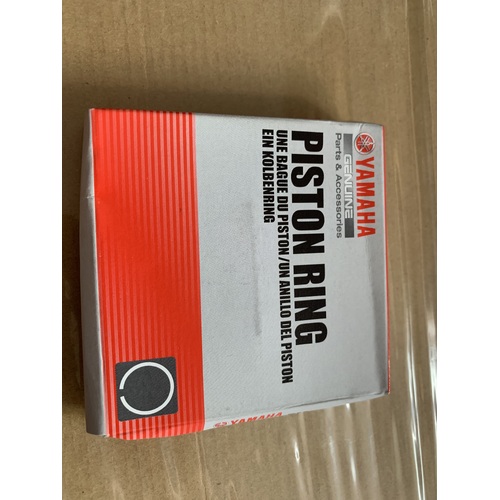 YAMAHA
GENUINE
Parts & Accessories
PISTON RING
UNE BAGUE DU PISTON/UN ANILLO DEL PISTON
EIN KOLBENRING
YAMAHA